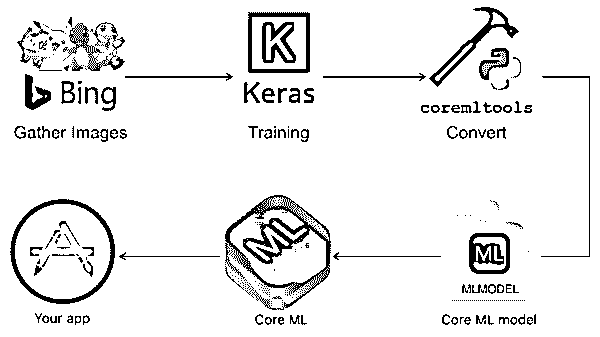 Bing
Gather Images
K
Keras
Training
coremltools
Convert
Your app
ML
Core ML
ML
MLMODEL
Core ML model